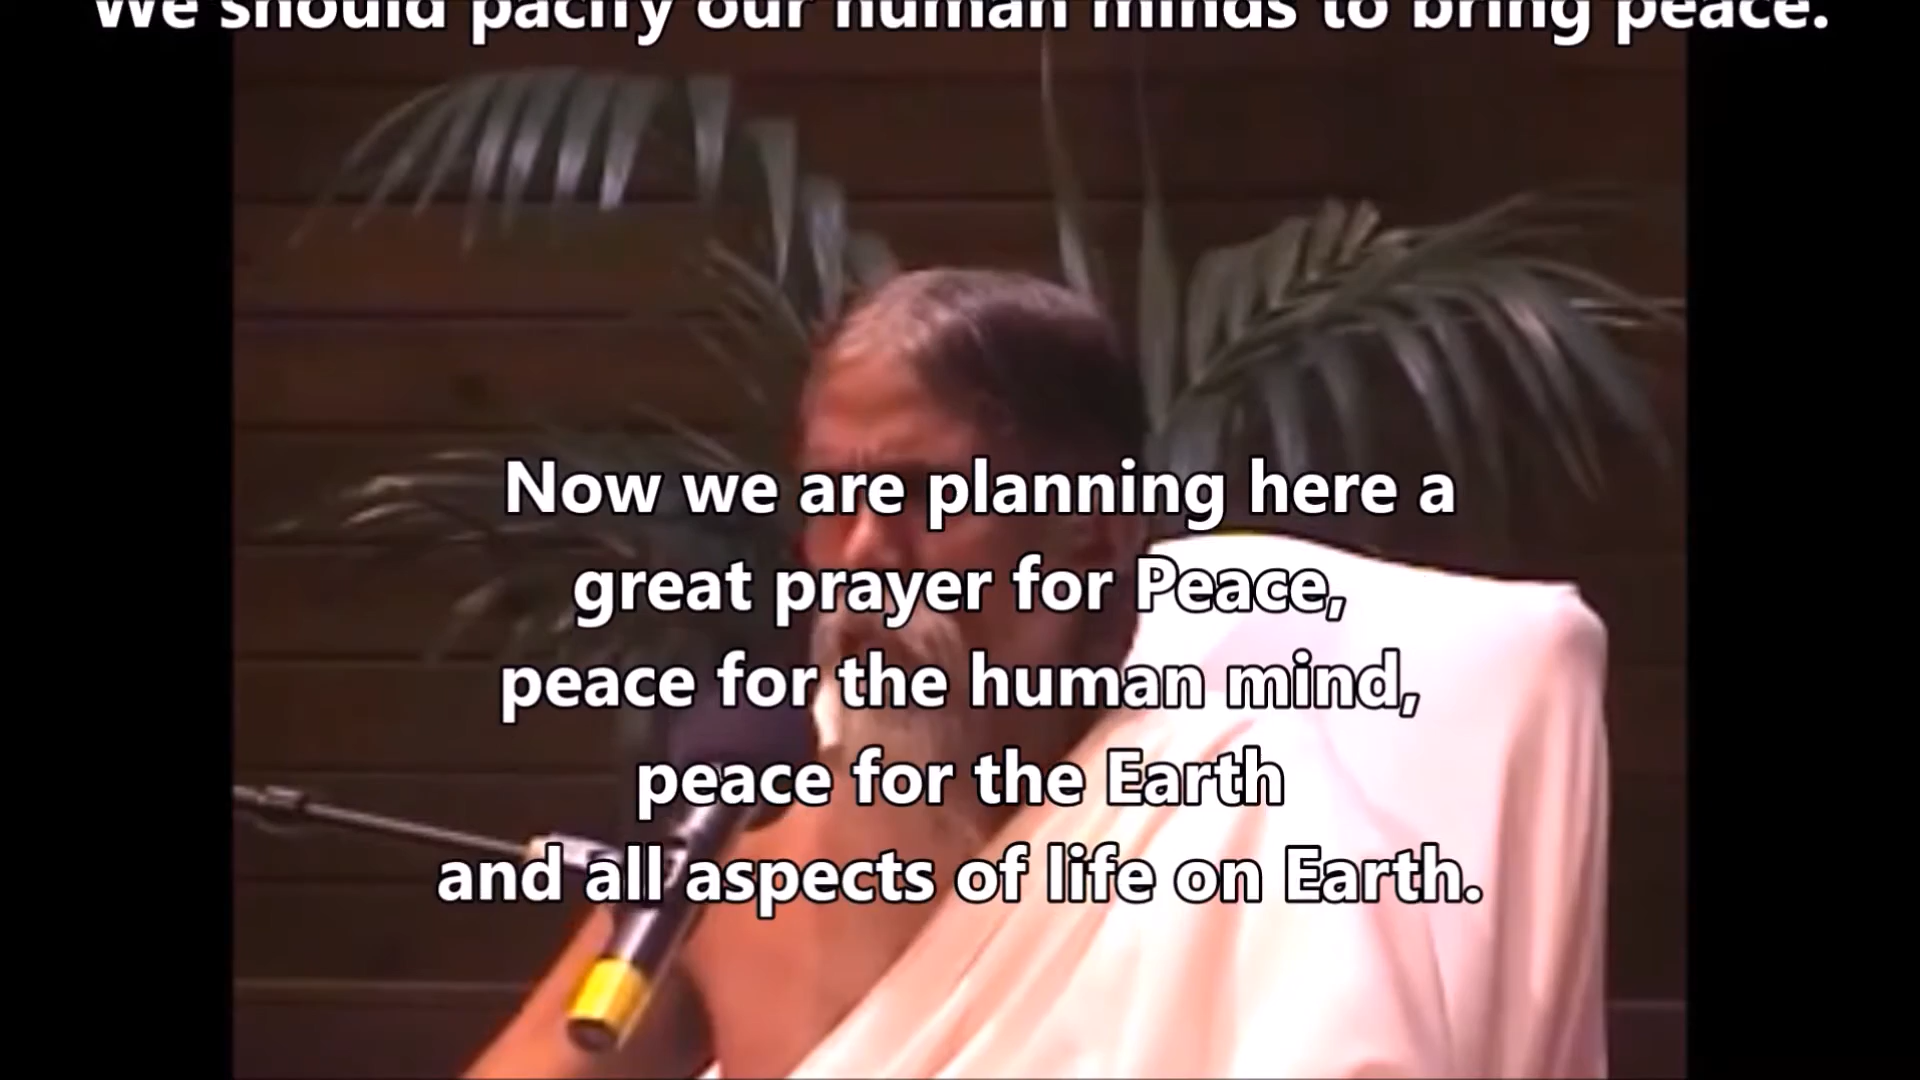 We should pacify our human minds to bring peace.
Now we are planning here a
great prayer for Peace,
peace for the human mind,
peace for the Earth
and all aspects of life on Earth.